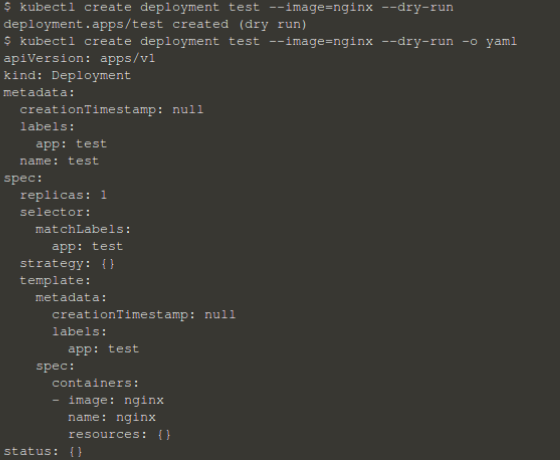 $ kubectl create deployment test --image=nginx --dry-run
deployment.apps/test created (dry run)
$ kubectl create deployment test --image=nginx --dry-run -o yaml
apiVersion: apps/v1
kind: Deployment
metadata:
  creationTimestamp: null
  labels:
    app: test
  name: test
spec:
  replicas: 1
  selector:
    matchLabels:
      app: test
  strategy: {}
  template:
    metadata:
      creationTimestamp: null
      labels:
        app: test
    spec:
      containers:
      - image: nginx
        name: nginx
        resources: {}
status: {}